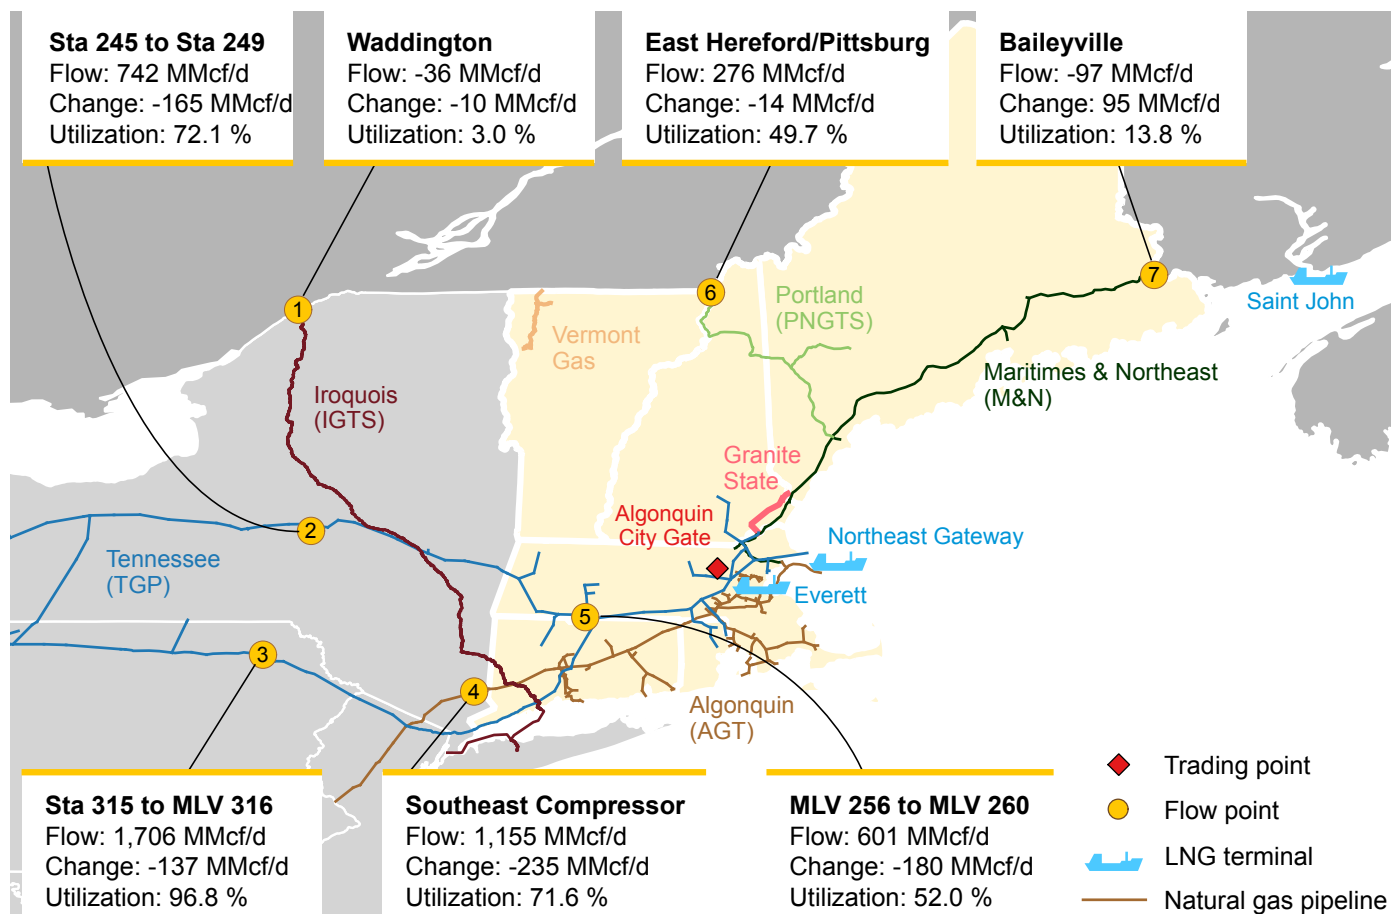 Sta 245 to Sta 249
Flow: 742 MMcf/d
Change: -165 MMcf/d
Utilization: 72.1 %
Waddington
Flow: -36 MMcf/d
Change: -10 MMcf/d
Utilization: 3.0 %
East Hereford/Pittsburg
Flow: 276 MMcf/d
Change: -14 MMcf/d
Utilization: 49.7 %
Baileyville
Flow: -97 MMcf/d
Change: 95 MMcf/d
Utilization: 13.8 %
1
6
7
Portland
(PNGTS)
Saint John
Vermont
Gas
Maritimes & Northeast
(M&N)
Iroquois
(IGTS)
Granite
State
Algonquin
City Gate
2
Northeast Gateway
Tennessee
(TGP)
Everett
5
3
4
Algonquin
(AGT)
Sta 315 to MLV 316
Flow: 1,706 MMcf/d
Change: -137 MMcf/d
Utilization: 96.8 %
Southeast Compressor
Flow: 1,155 MMcf/d
Change: -235 MMcf/d
Utilization: 71.6 %
MLV 256 to MLV 260
Flow: 601 MMcf/d
Change: -180 MMcf/d
Utilization: 52.0 %
Trading point
Flow point
LNG terminal
Natural gas pipeline